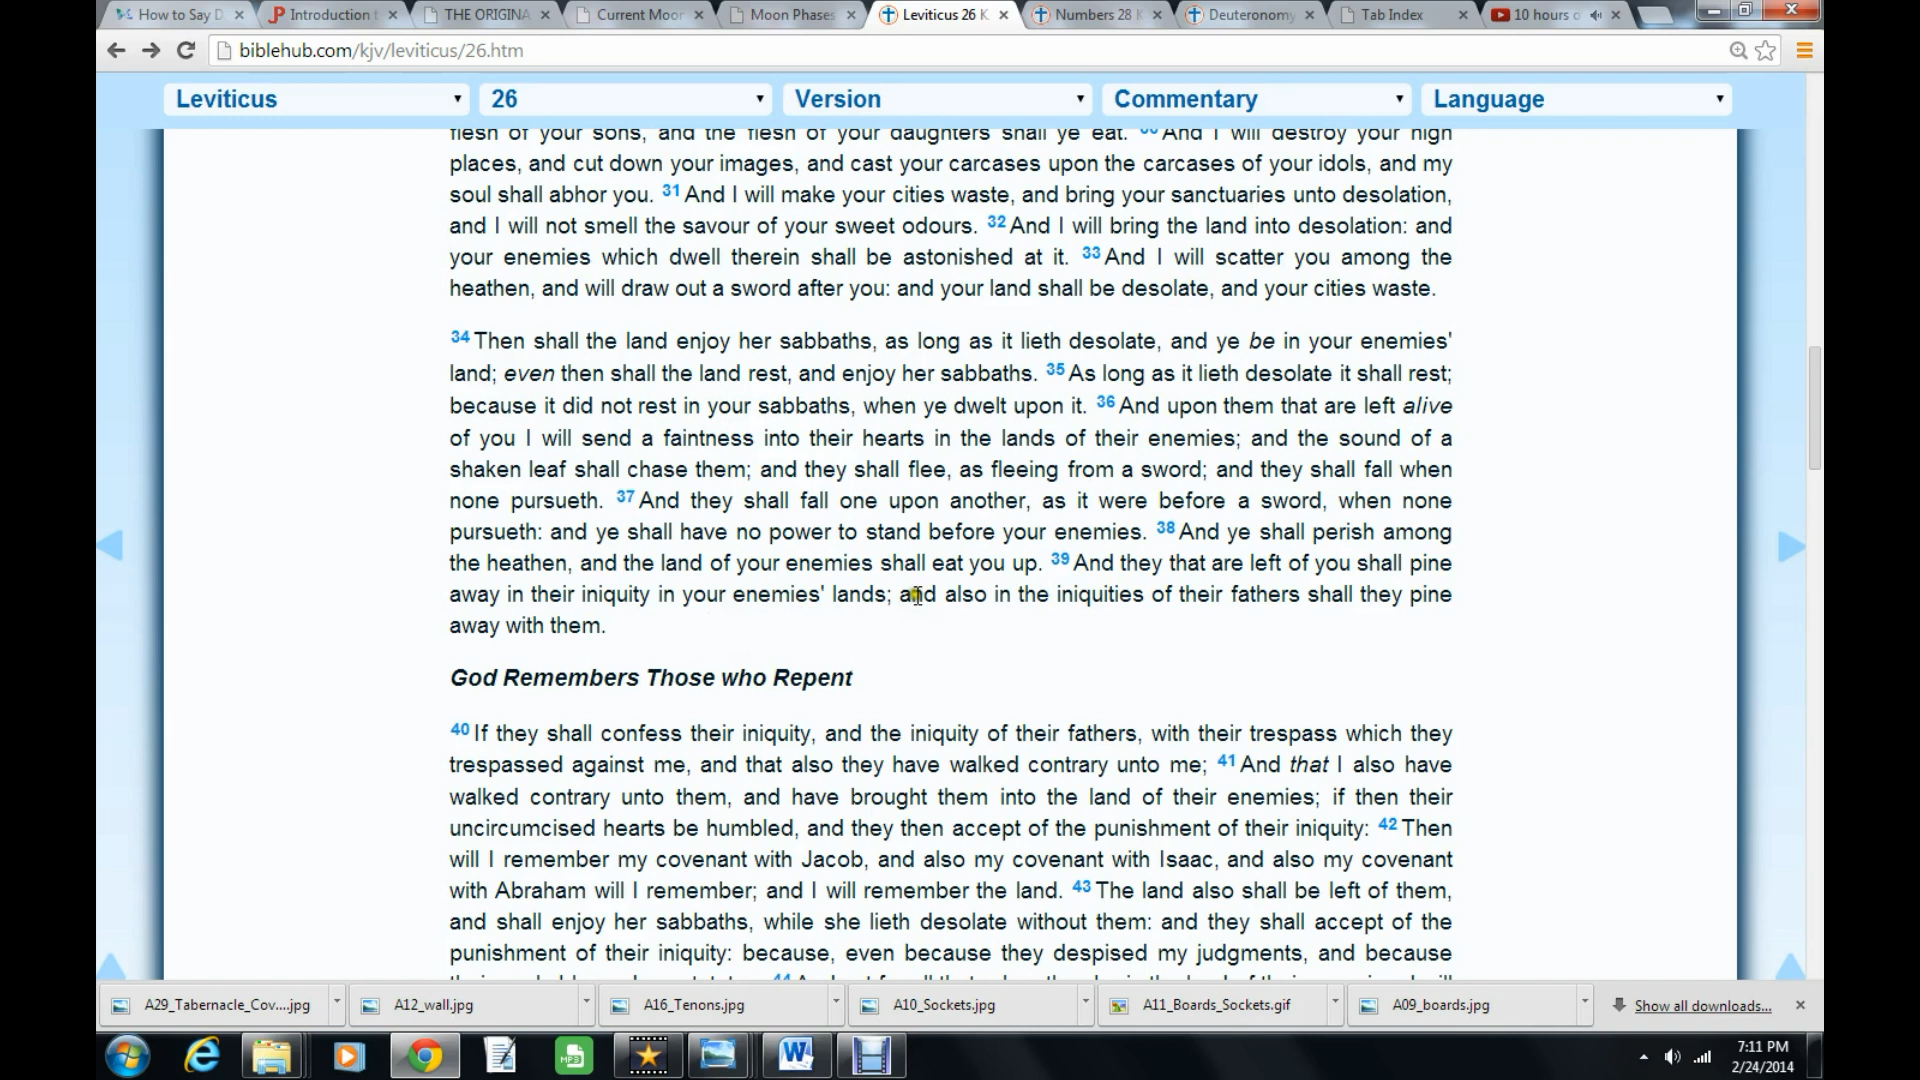 How to Say D
Introduction t
THE ORIGINA
Current Moor
Moon Phases
Leviticus 26 K
Numbers 28 K
Deuteronomy
Tab Index
10 hours o
biblehub.com/kjv/leviticus/26.htm
Leviticus 26 Version Commentary Language
flesh of your sons, and the flesh of your daughters shall ye eat. 30 And I will destroy your high
places, and cut down your images, and cast your carcases upon the carcases of your idols, and my
soul shall abhor you. 31 And I will make your cities waste, and bring your sanctuaries unto desolation,
and I will not smell the savour of your sweet odours. 32 And I will bring the land into desolation: and
your enemies which dwell therein shall be astonished at it. 33 And I will scatter you among the
heathen, and will draw out a sword after you: and your land shall be desolate, and your cities waste.
34 Then shall the land enjoy her sabbaths, as long as it lieth desolate, and ye be in your enemies'
land; even then shall the land rest, and enjoy her sabbaths. 35 As long as it lieth desolate it shall rest;
because it did not rest in your sabbaths, when ye dwelt upon it. 36 And upon them that are left alive
of you I will send a faintness into their hearts in the lands of their enemies; and the sound of a
shaken leaf shall chase them; and they shall flee, as fleeing from a sword; and they shall fall when
none pursueth. 37 And they shall fall one upon another, as it were before a sword, when none
pursueth: and ye shall have no power to stand before your enemies. 38 And ye shall perish among
the heathen, and the land of your enemies shall eat you up. 39 And they that are left of you shall pine
away in their iniquity in your enemies' lands; and also in the iniquities of their fathers shall they pine
away with them.
God Remembers Those who Repent
40 If they shall confess their iniquity, and the iniquity of their fathers, with their trespass which they
trespassed against me, and that also they have walked contrary unto me; 41 And that I also have
walked contrary unto them, and have brought them into the land of their enemies; if then their
uncircumcised hearts be humbled, and they then accept of the punishment of their iniquity: 42 Then
will I remember my covenant with Jacob, and also my covenant with Isaac, and also my covenant
with Abraham will I remember; and I will remember the land. 43 The land also shall be left of them,
and shall enjoy her sabbaths, while she lieth desolate without them: and they shall accept of the
punishment of their iniquity: because, even because they despised my judgments, and because
A29_Tabernacle_Cov....jpg
A12_wall.jpg
A16_Tenons.jpg
A10_Sockets.jpg
A11_Boards_Sockets.gif
A09_boards.jpg
Show all downloads...
MP3
7:11 PM
2/24/2014